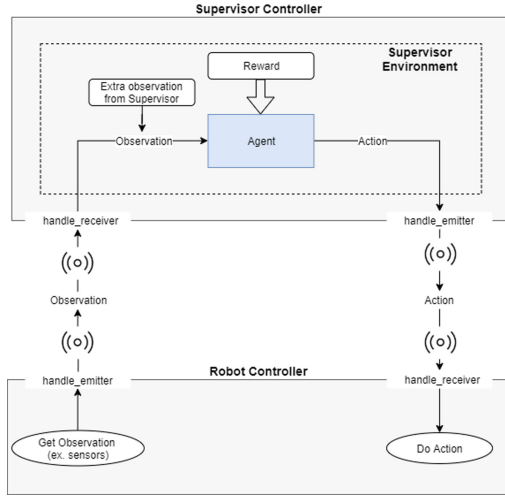 Supervisor Controller
Supervisor
Environment
Reward
Extra observation
from Supervisor
Observation
Agent
Action
handle_receiver
handle_emitter
Observation
Action
handle_emitter
Robot Controller
handle_receiver
Get Observation
(ex. sensors)
Do Action